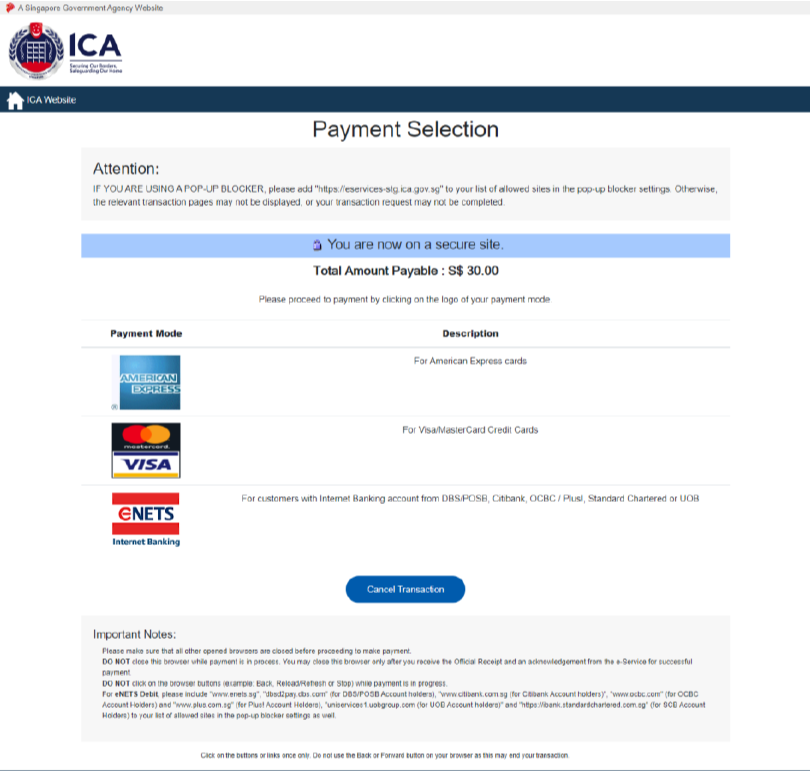 A Singapore Government Agency Website
ICA
Securing Our Borders,
Safeguarding Our Home
ICA Website
Payment Selection
Attention:
IF YOU ARE USING A POP-UP BLOCKER, please add "https://eservices-stg.ica.gov.sg" to your list of allowed sites in the pop-up blocker settings. Otherwise,
the relevant transaction pages may not be displayed, or your transaction request may not be completed.
You are now on a secure site.
Total Amount Payable : S$ 30.00
Please proceed to payment by clicking on the logo of your payment mode
Payment Mode Description
AMERICAN
EXPRESS
®
For American Express cards
mastercard.
VISA
For Visa/MasterCard Credit Cards
eNETS
Internet Banking
For customers with Internet Banking account from DBS/POSB, Citibank, OCBC / Plus!, Standard Chartered or UOB
Cancel Transaction
Important Notes:
Please make sure that all other opened browsers are closed before proceeding to make payment.
DO NOT close this browser while payment is in process. You may close this browser only after you receive the Official Receipt and an acknowledgement from the e-Service for successful
payment.
DO NOT click on the browser buttons (example: Back, Reload/Refresh or Stop) while payment is in progress.
For eNETS Debit, please include "www.enets.sg", "dbsd2pay.dbs.com" (for DBS/POSB Account holders), "www.citibank.com.sg (for Citibank Account holders)", "www.ocbc.com" (for OCBC
Account Holders) and "www.plus.com.sg" (for Plus! Account Holders), "uniservices1.uobgroup.com (for UOB Account holders)" and "https://ibank.standardchartered.com.sg" (for SCB Account
Holders) to your list of allowed sites in the pop-up blocker settings as well.
Click on the buttons or links once only. Do not use the Back or Forward button on your browser as this may end your transaction.